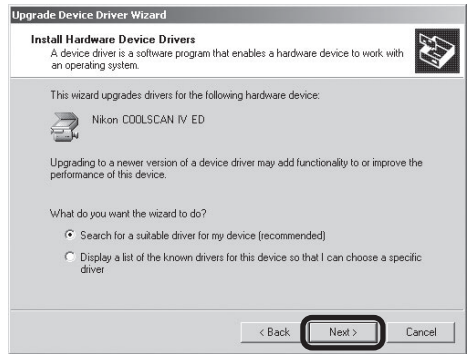 Upgrade Device Driver Wizard
Install Hardware Device Drivers
A device driver is a software program that enables a hardware device to work with
an operating system.
This wizard upgrades drivers for the following hardware device:
Nikon COOLSCAN IV ED
Upgrading to a newer version of a device driver may add functionality to or improve the
performance of this device.
What do you want the wizard to do?
Search for a suitable driver for my device (recommended)
Display a list of the known drivers for this device so that I can choose a specific
driver
< Back Next > Cancel